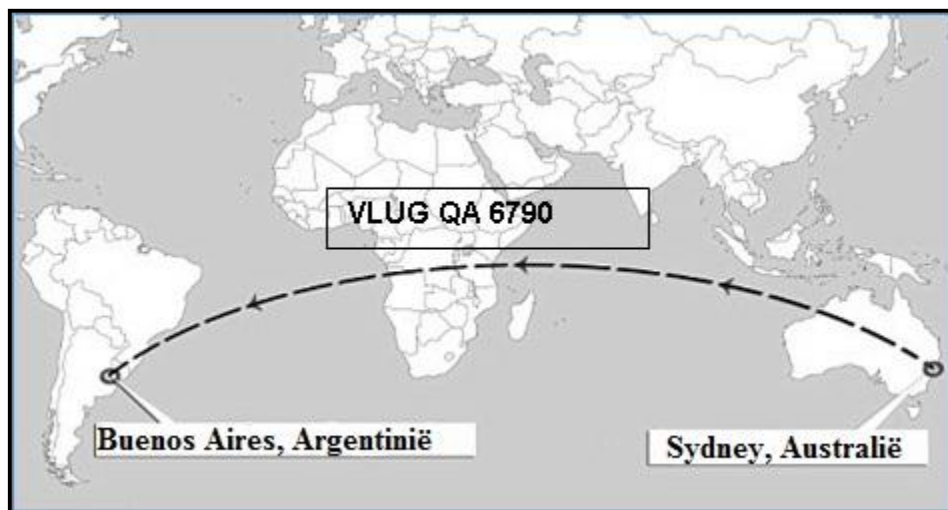 VLUG QA 6790
Buenos Aires, Argentinië
Sydney, Australië